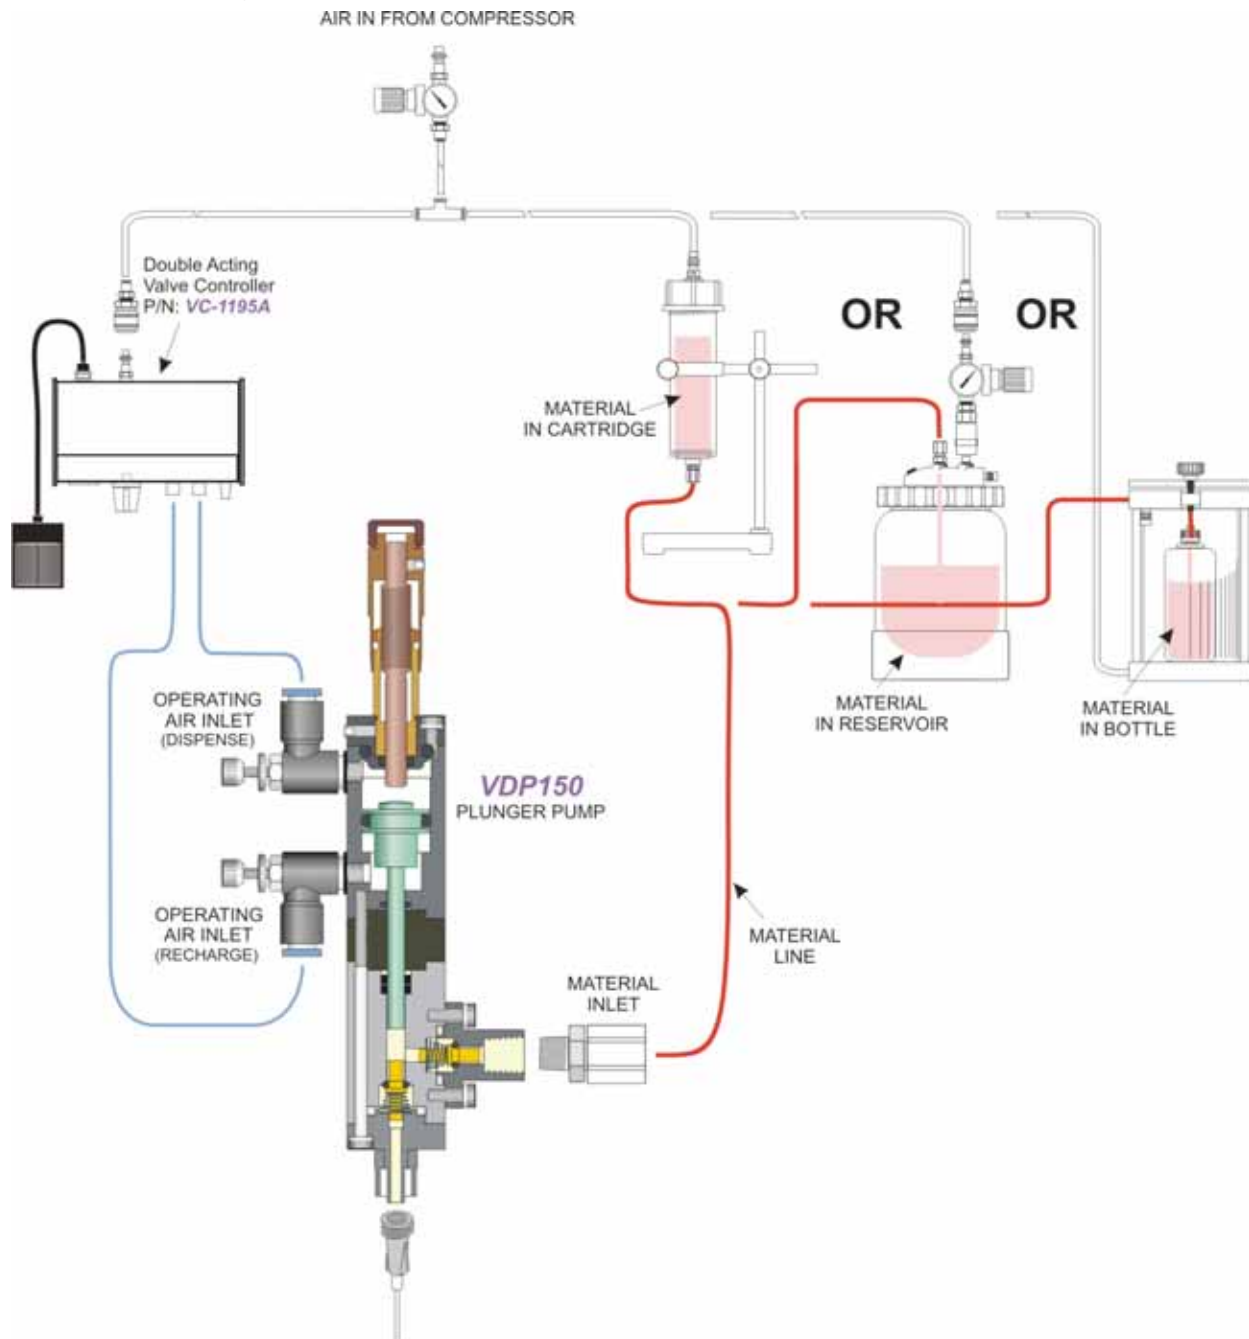 AIR IN FROM COMPRESSOR
Double Acting
Valve Controller
P/N: VC-1195A
OR
OR
MATERIAL
IN CARTRIDGE
MATERIAL
IN RESERVOIR
MATERIAL
IN BOTTLE
OPERATING
AIR INLET
(DISPENSE)
VDP150
PLUNGER PUMP
OPERATING
AIR INLET
(RECHARGE)
MATERIAL
LINE
MATERIAL
INLET